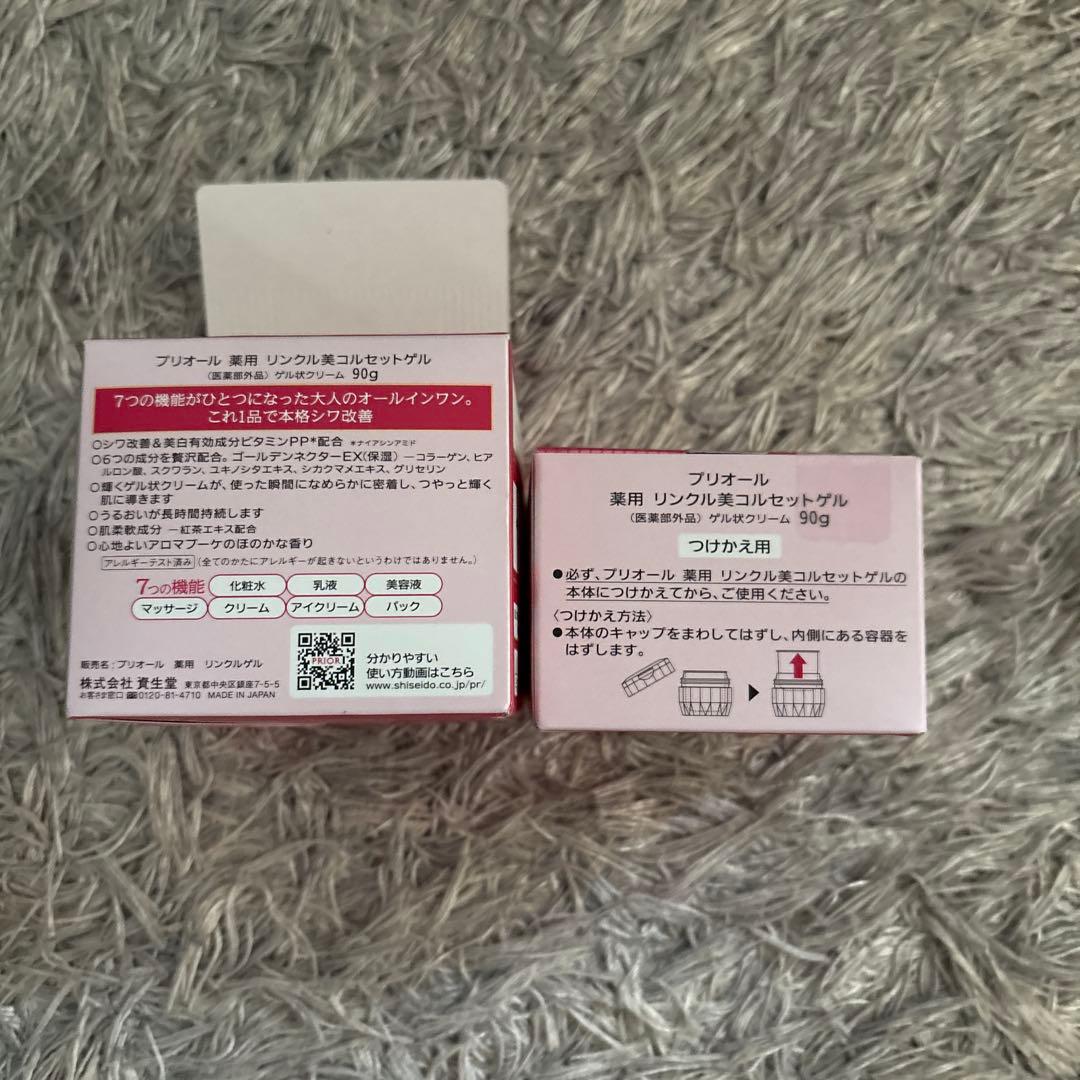 プリオール 薬用 リンクル美コルセットゲル
(医薬部外品) ゲル状クリーム 90g
7つの機能がひとつになった大人のオールインワン。
これ1品で本格シワ改善
○シワ改善&美白有効成分ビタミンPP*配合 *ナイアシンアミド
○6つの成分を贅沢配合。ゴールデンネクターEX(保湿) ―コラーゲン、ヒア
ルロン酸、スクワラン、ユキノシタエキス、シカクマメエキス、グリセリン
○輝くゲル状クリームが、使った瞬間になめらかに密着し、つやっと輝く
肌に導きます
○うるおいが長時間持続します
○肌柔軟成分 ―紅茶エキス配合
○心地よいアロマブーケのほのかな香り
アレルギーテスト済み (全てのかたにアレルギーが起きないというわけではありません。)
7つの機能 化粧水 乳液 美容液
マッサージ クリーム アイクリーム パック
PRIOR
分かりやすい
使い方動画はこちら
www.shiseido.co.jp/pr/
販売名:プリオール 薬用 リンクルゲル
株式会社 資生堂 東京都中央区銀座7-5-5
お客さま窓口 0120-81-4710 MADE IN JAPAN
プリオール
薬用 リンクル美コルセットゲル
(医薬部外品) ゲル状クリーム 90g
つけかえ用
●必ず、プリオール 薬用 リンクル美コルセットゲルの
本体につけかえてから、ご使用ください。
〈つけかえ方法〉
●本体のキャップをまわしてはずし、内側にある容器を
はずします。